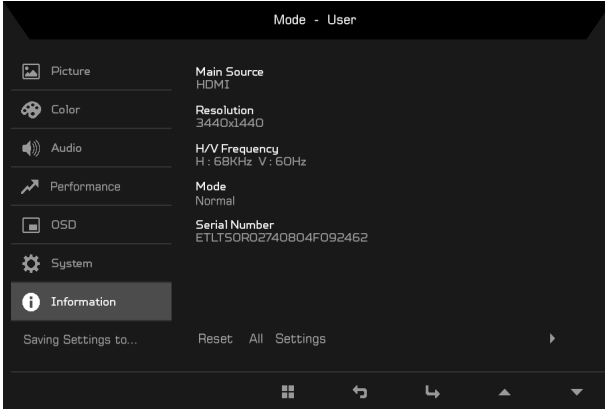 Mode - User
Picture
Color
Audio
Performance
OSD
System
Information
Saving Settings to...
Main Source
HDMI
Resolution
3440x1440
H/V Frequency
H : 68KHz V : 60Hz
Mode
Normal
Serial Number
ETLT50R02740804F092462
Reset All Settings